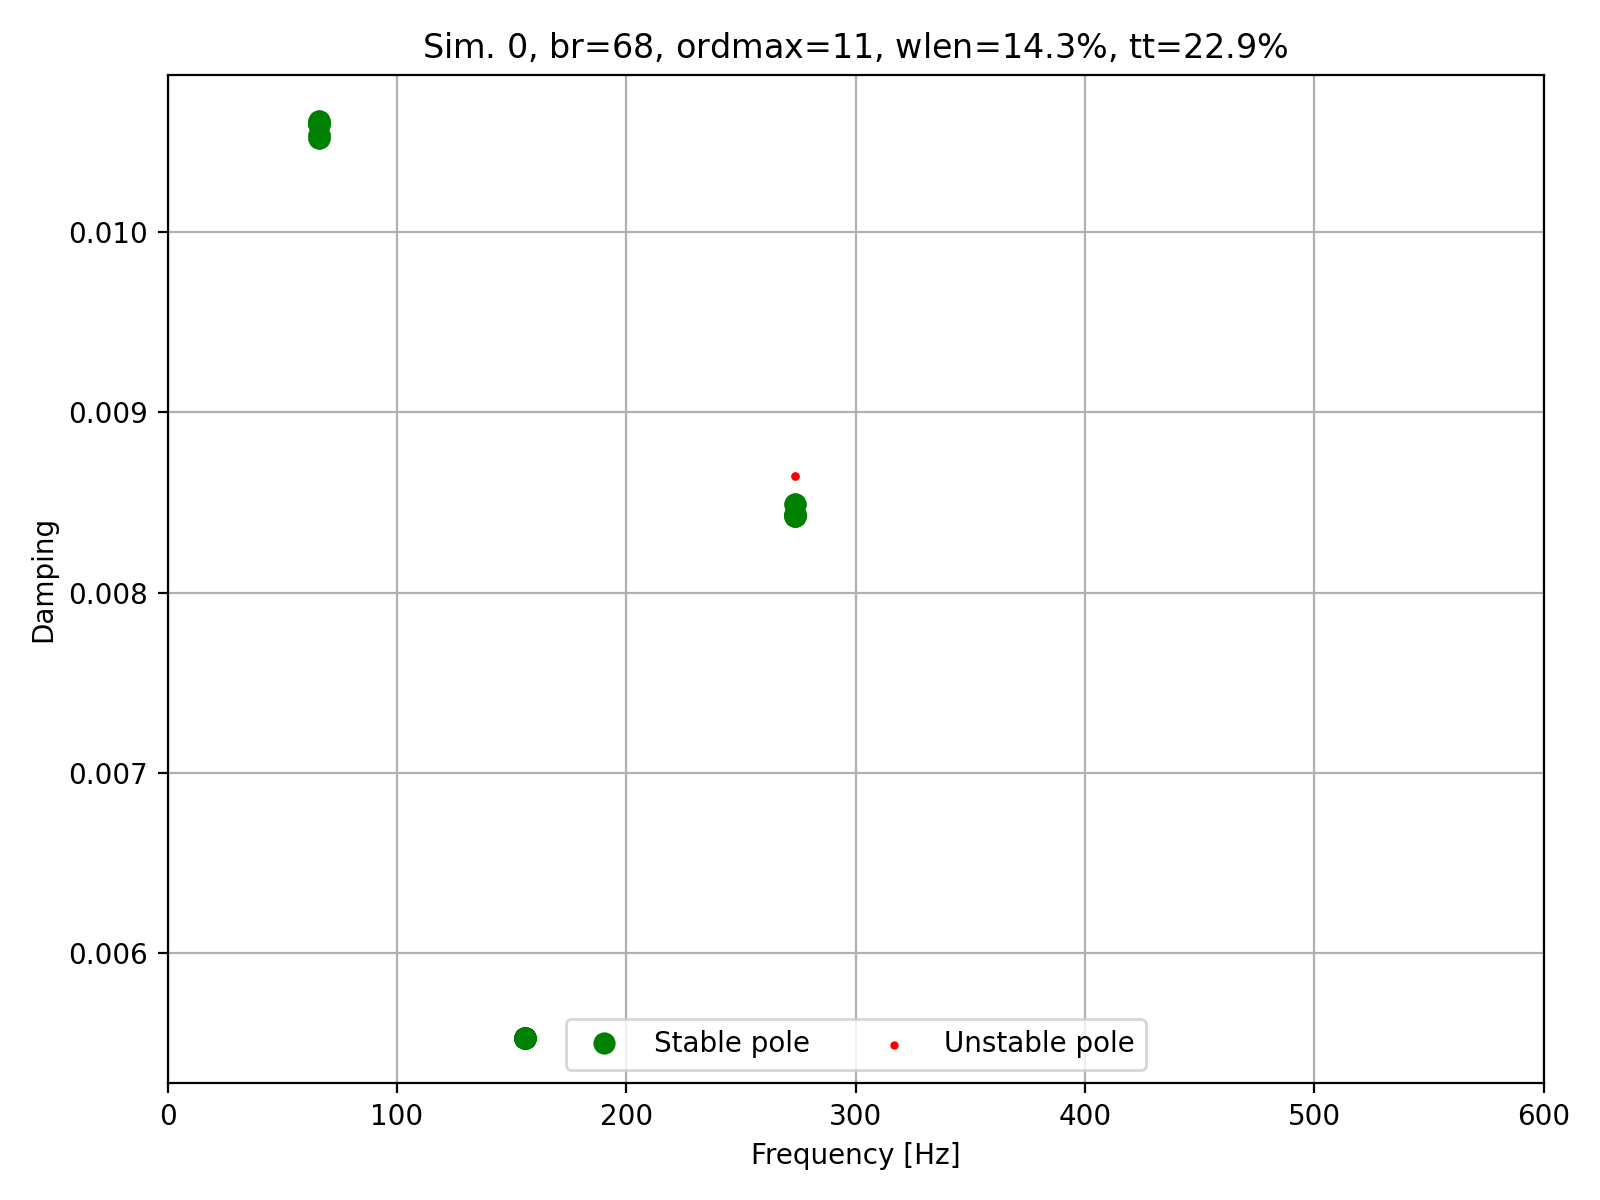 Sim. 0, br=68, ordmax=11, wlen=14.3%, tt=22.9%
0.010
0.009
0.008
0.007
0.006
Damping
Stable pole
Unstable pole
0
100
200
300
400
500
600
Frequency [Hz]